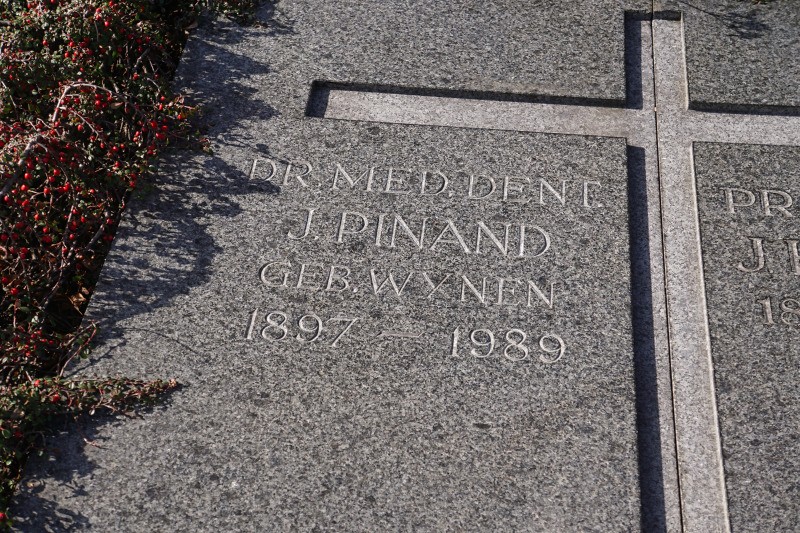 DR. MED. DENT.
J. PINAND
GEB. WYNEN
1897 – 1989